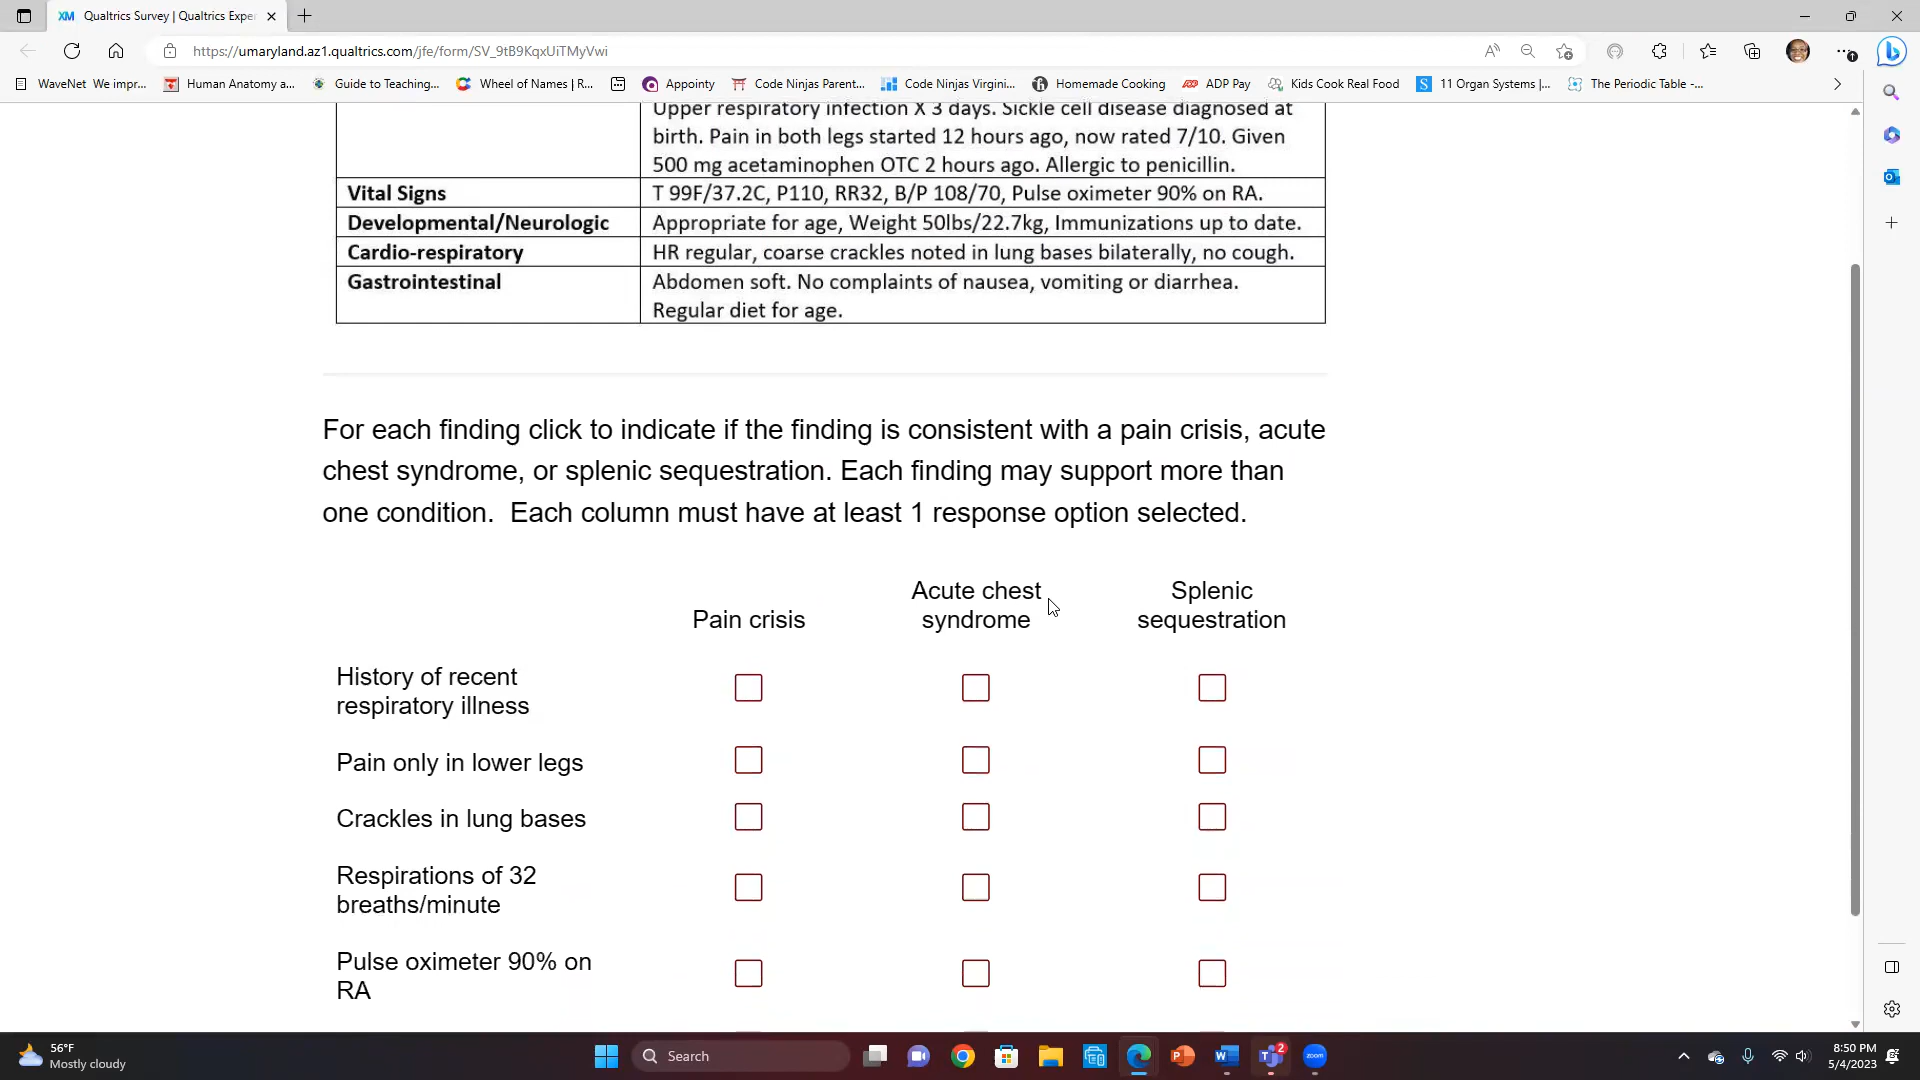 Qualtrics Survey | Qualtrics Exper
https://umaryland.az1.qualtrics.com/jfe/form/SV_9tB9KqxUiTMyVwi
WaveNet We impr... Human Anatomy a... Guide to Teaching... Wheel of Names | R... Appointy Code Ninjas Parent... Code Ninjas Virgini... Homemade Cooking ADP Pay Kids Cook Real Food 11 Organ Systems |... The Periodic Table -...
Upper respiratory infection X 3 days. Sickle cell disease diagnosed at
birth. Pain in both legs started 12 hours ago, now rated 7/10. Given
500 mg acetaminophen OTC 2 hours ago. Allergic to penicillin.
Vital Signs T 99F/37.2C, P110, RR32, B/P 108/70, Pulse oximeter 90% on RA.
Developmental/Neurologic Appropriate for age, Weight 50lbs/22.7kg, Immunizations up to date.
Cardio-respiratory HR regular, coarse crackles noted in lung bases bilaterally, no cough.
Gastrointestinal Abdomen soft. No complaints of nausea, vomiting or diarrhea.
Regular diet for age.
For each finding click to indicate if the finding is consistent with a pain crisis, acute
chest syndrome, or splenic sequestration. Each finding may support more than
one condition. Each column must have at least 1 response option selected.
Pain crisis Acute chest syndrome Splenic sequestration
History of recent
respiratory illness
Pain only in lower legs
Crackles in lung bases
Respirations of 32
breaths/minute
Pulse oximeter 90% on
RA
56°F
Mostly cloudy
Search
2
zoom
8:50 PM
5/4/2023